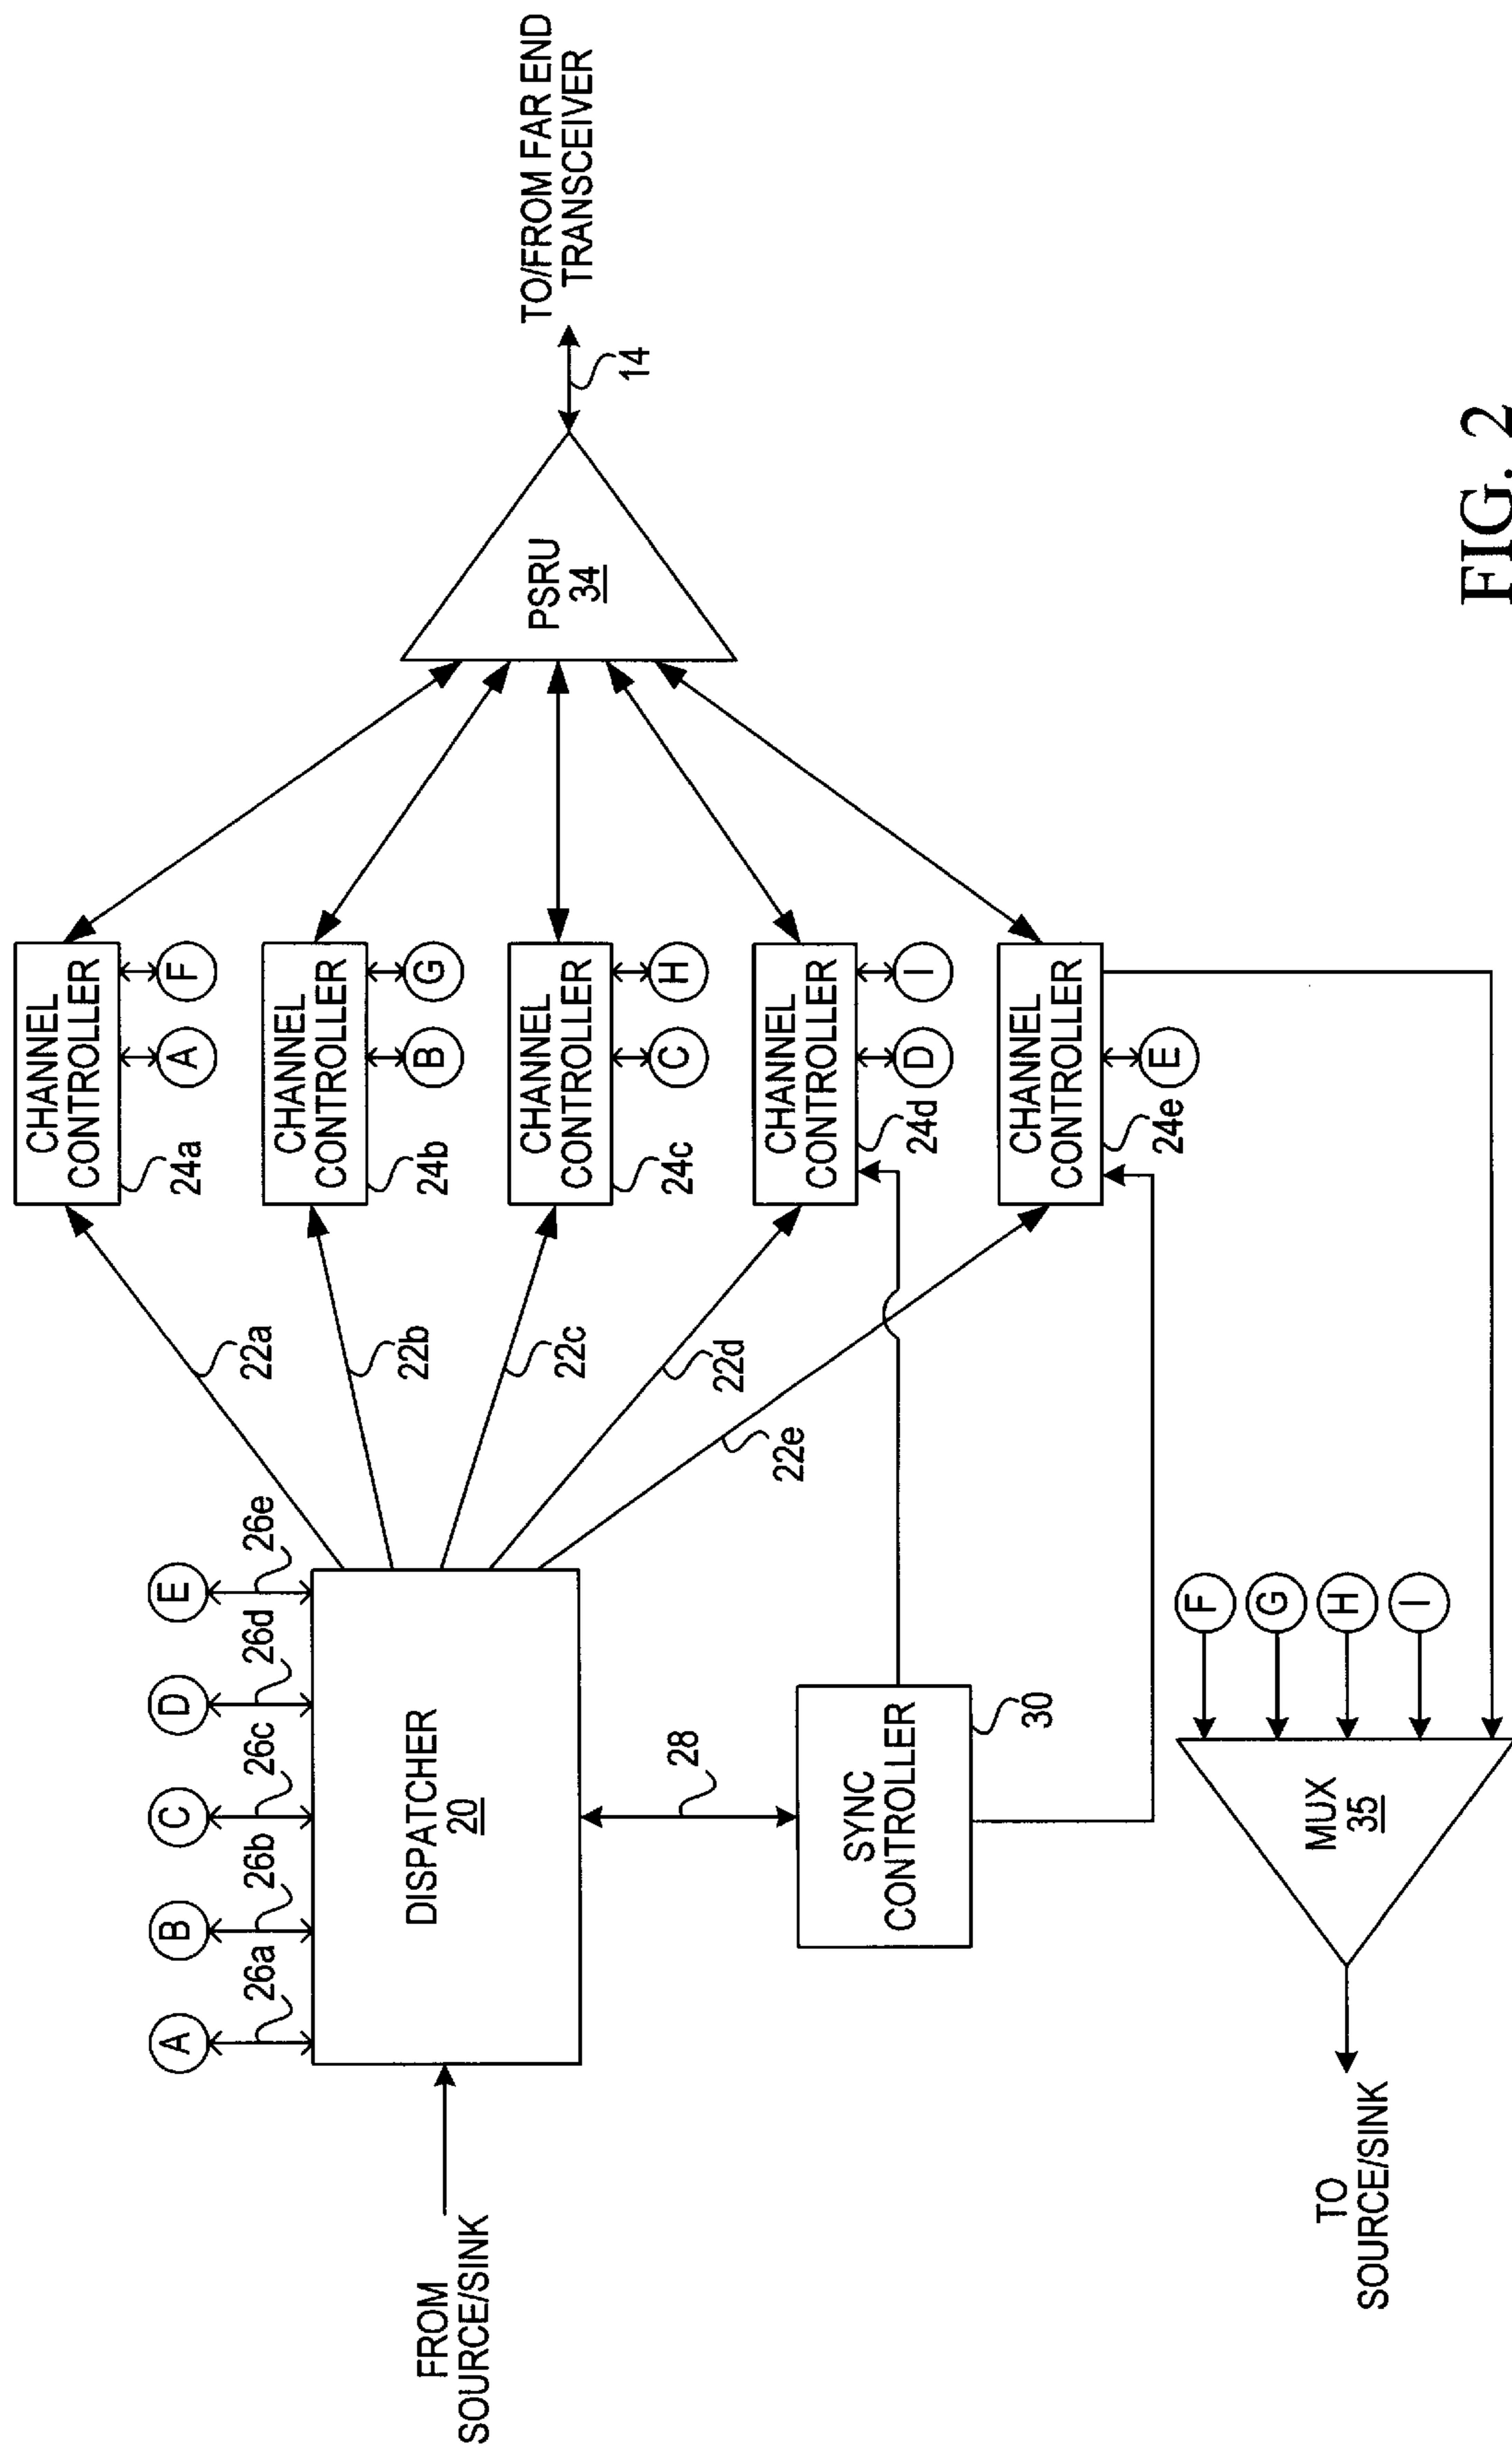 A
B
C
D
E
26a
26b
26c
26d
26e
FROM
SOURCE/SINK
DISPATCHER
20
22a
22b
22c
22d
22e
28
SYNC
CONTROLLER
30
CHANNEL
CONTROLLER
24a
A
F
CHANNEL
CONTROLLER
24b
B
G
CHANNEL
CONTROLLER
24c
C
H
CHANNEL
CONTROLLER
24d
D
I
CHANNEL
CONTROLLER
24e
E
PSRU
34
14
TO/FROM FAR END
TRANSCEIVER
F
G
H
I
MUX
35
TO
SOURCE/SINK
FIG. 2